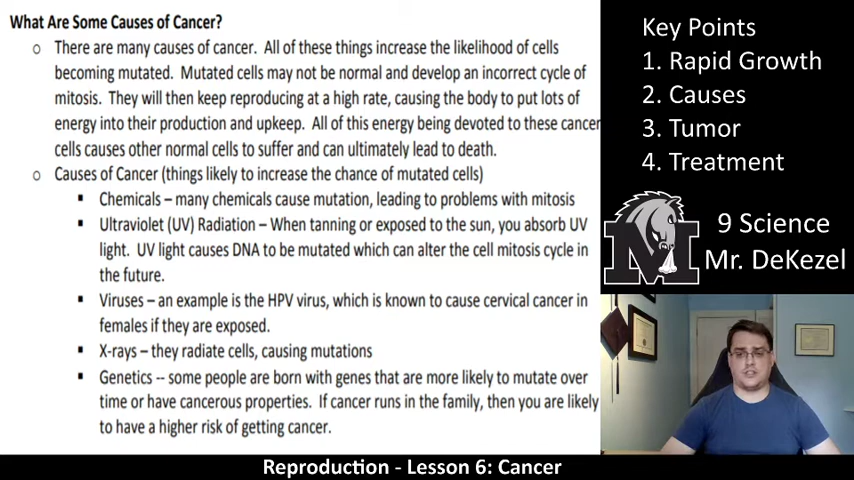 What Are Some Causes of Cancer?
o There are many causes of cancer. All of these things increase the likelihood of cells
becoming mutated. Mutated cells may not be normal and develop an incorrect cycle of
mitosis. They will then keep reproducing at a high rate, causing the body to put lots of
energy into their production and upkeep. All of this energy being devoted to these cancer
cells causes other normal cells to suffer and can ultimately lead to death.
o Causes of Cancer (things likely to increase the chance of mutated cells)
▪ Chemicals – many chemicals cause mutation, leading to problems with mitosis
▪ Ultraviolet (UV) Radiation – When tanning or exposed to the sun, you absorb UV
light. UV light causes DNA to be mutated which can alter the cell mitosis cycle in
the future.
▪ Viruses – an example is the HPV virus, which is known to cause cervical cancer in
females if they are exposed.
▪ X-rays – they radiate cells, causing mutations
▪ Genetics -- some people are born with genes that are more likely to mutate over
time or have cancerous properties. If cancer runs in the family, then you are likely
to have a higher risk of getting cancer.
Key Points
1. Rapid Growth
2. Causes
3. Tumor
4. Treatment
M
9 Science
Mr. DeKezel
Reproduction - Lesson 6: Cancer